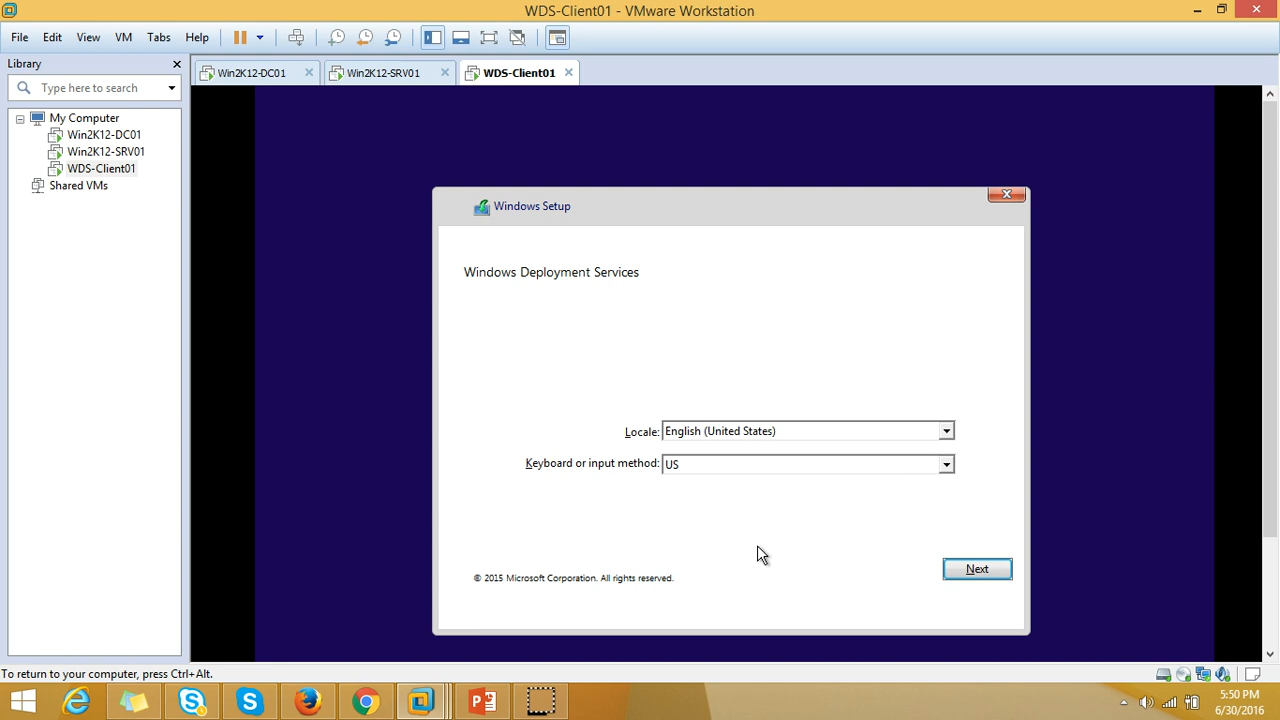 WDS-Client01 - VMware Workstation
File Edit View VM Tabs Help
Library
Type here to search
My Computer
Win2K12-DC01
Win2K12-SRV01
WDS-Client01
Shared VMs
Win2K12-DC01 Win2K12-SRV01 WDS-Client01
Windows Setup
Windows Deployment Services
Locale: English (United States)
Keyboard or input method: US
Next
© 2015 Microsoft Corporation. All rights reserved.
To return to your computer, press Ctrl+Alt.
5:50 PM
6/30/2016